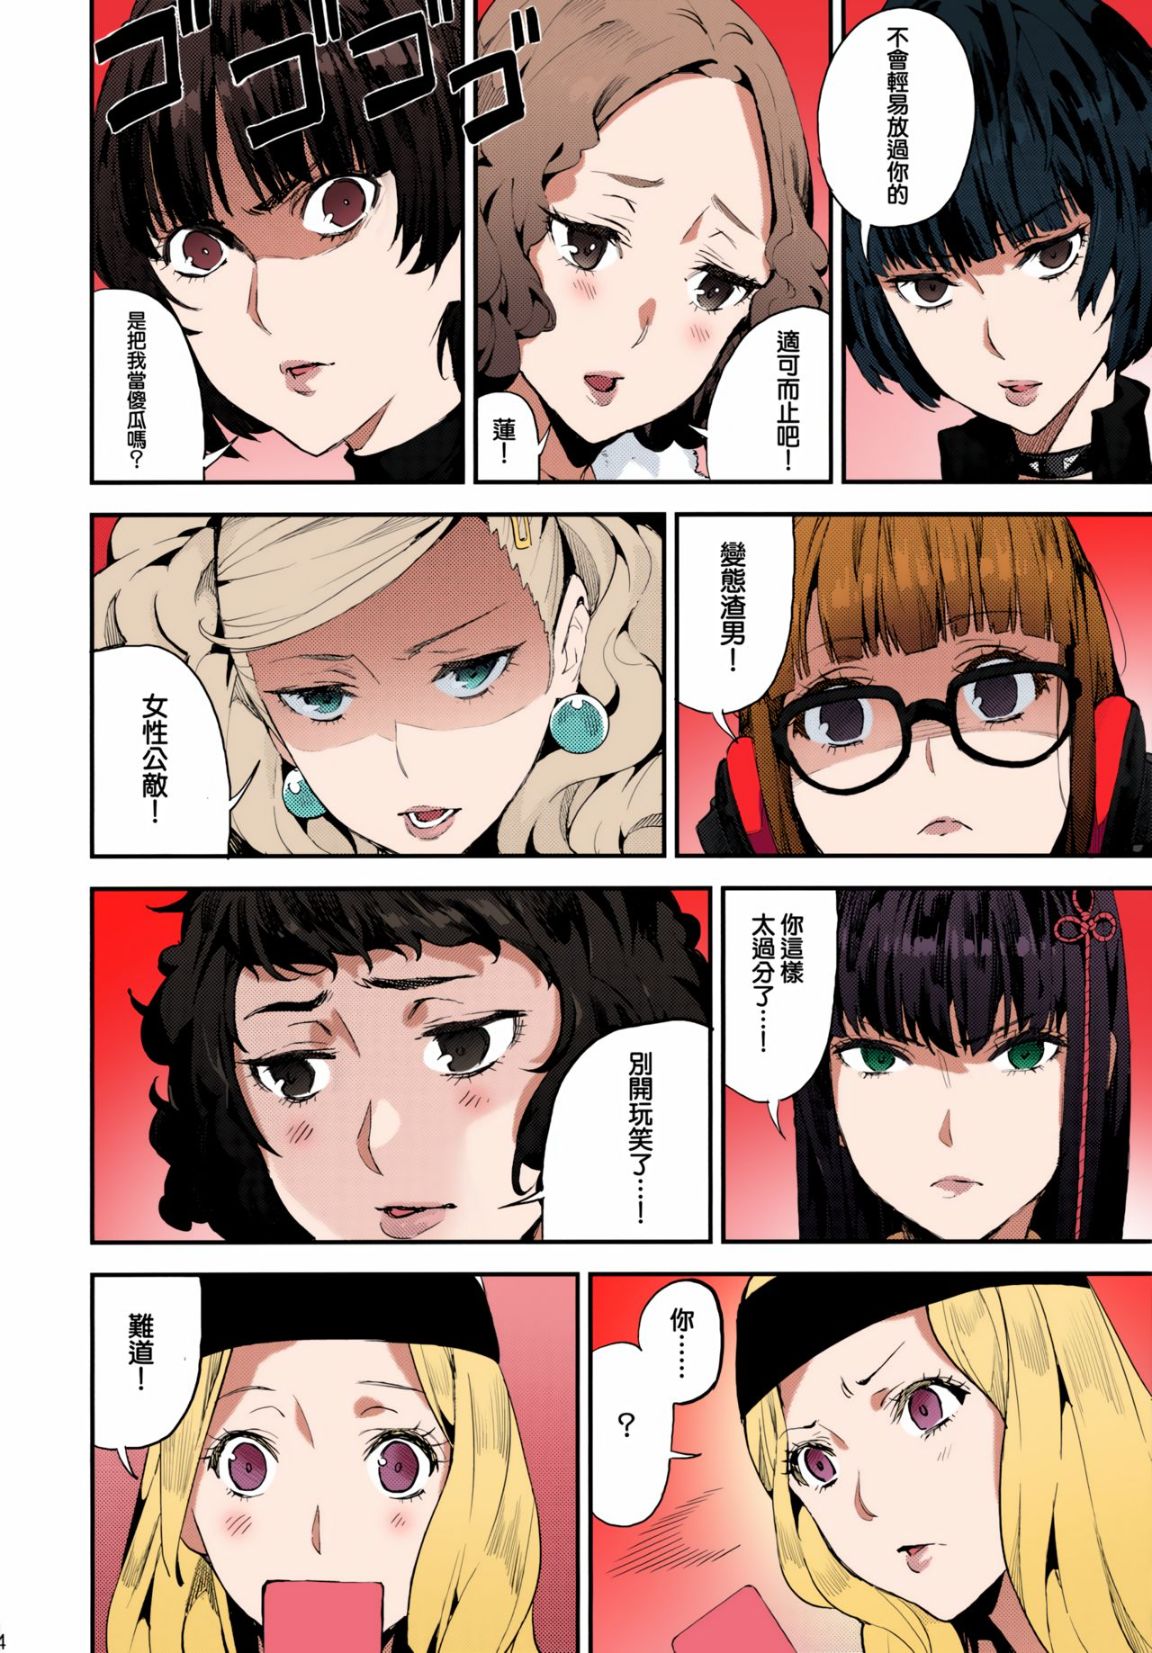 不會輕易放過你的
適可而止吧！
蓮！
ゴゴゴゴ
是把我當傻瓜嗎？
變態渣男！
女性公敵！
你這樣
太過分了⋯⋯！
別開玩笑了⋯⋯！
你⋯⋯
？
難道！
4